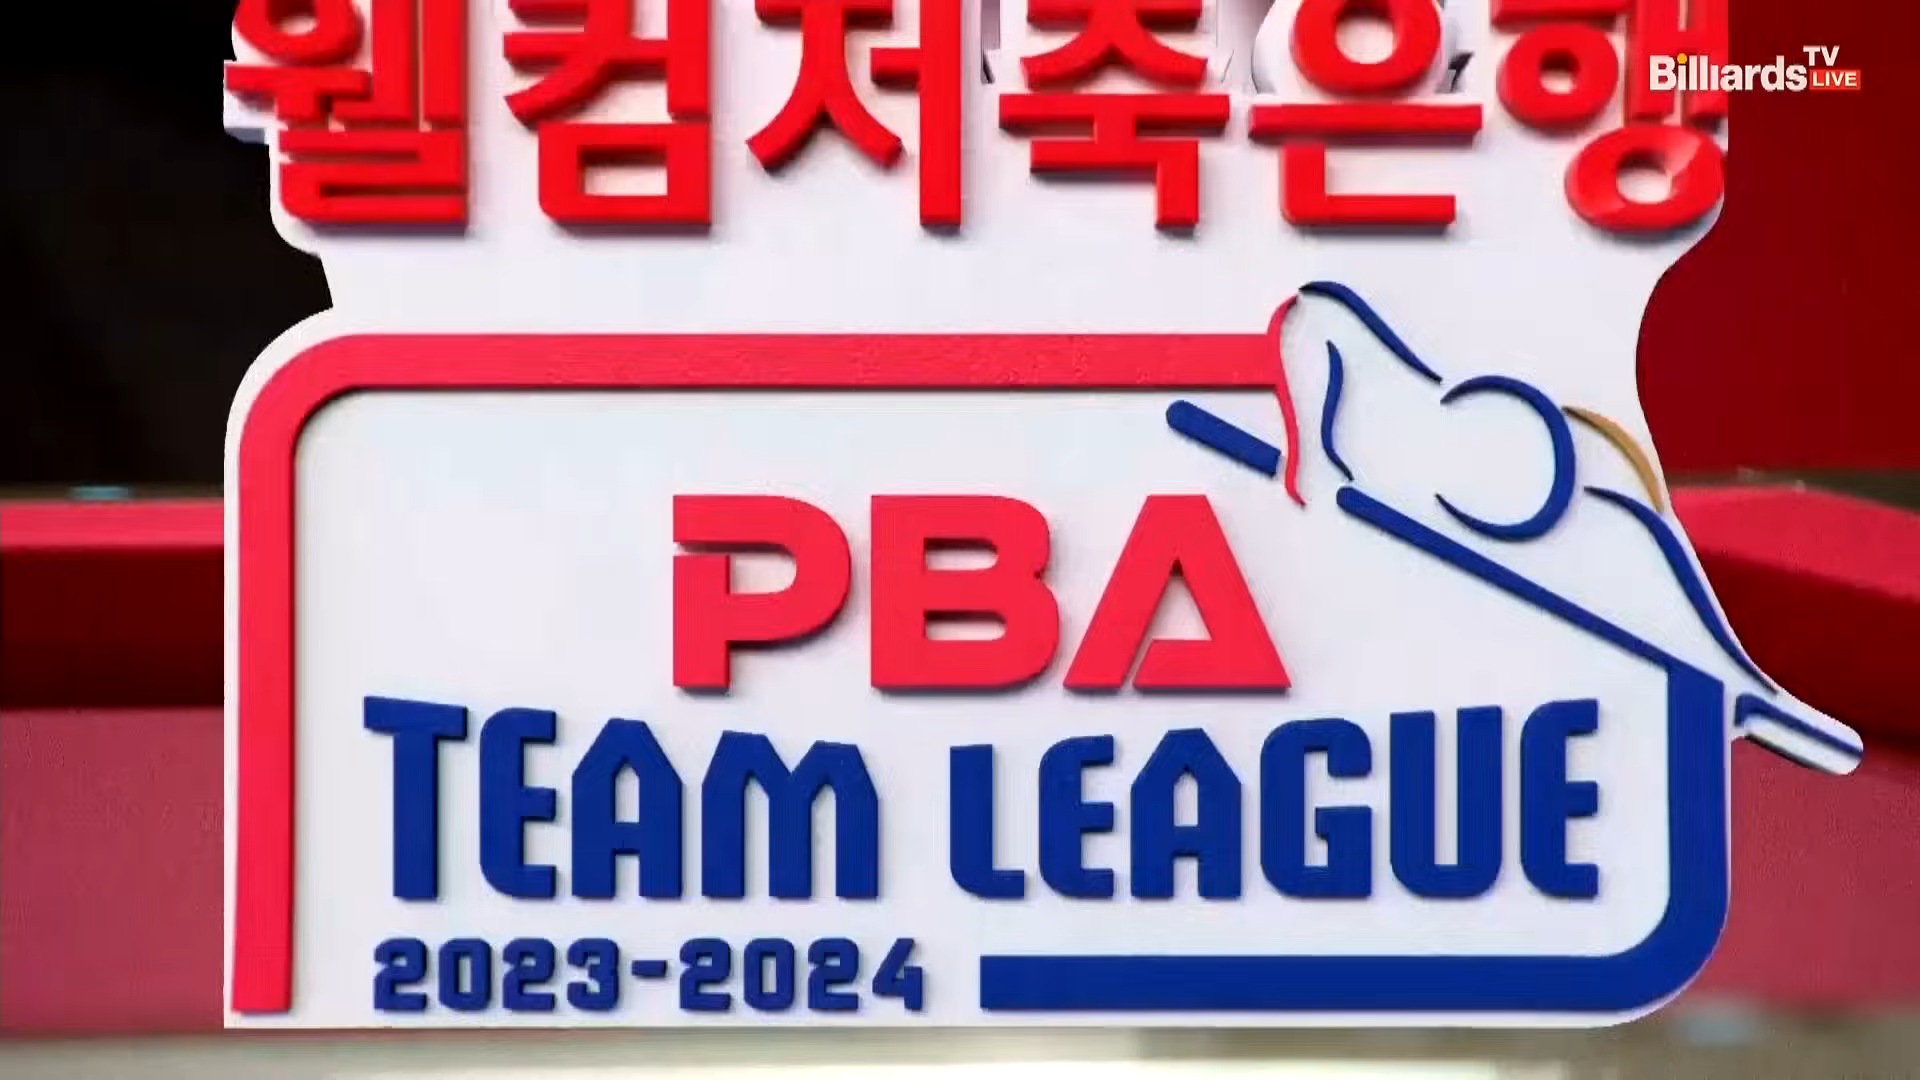 웰컴저축은행
Billiards TV LIVE
PBA
TEAM LEAGUE
2023-2024